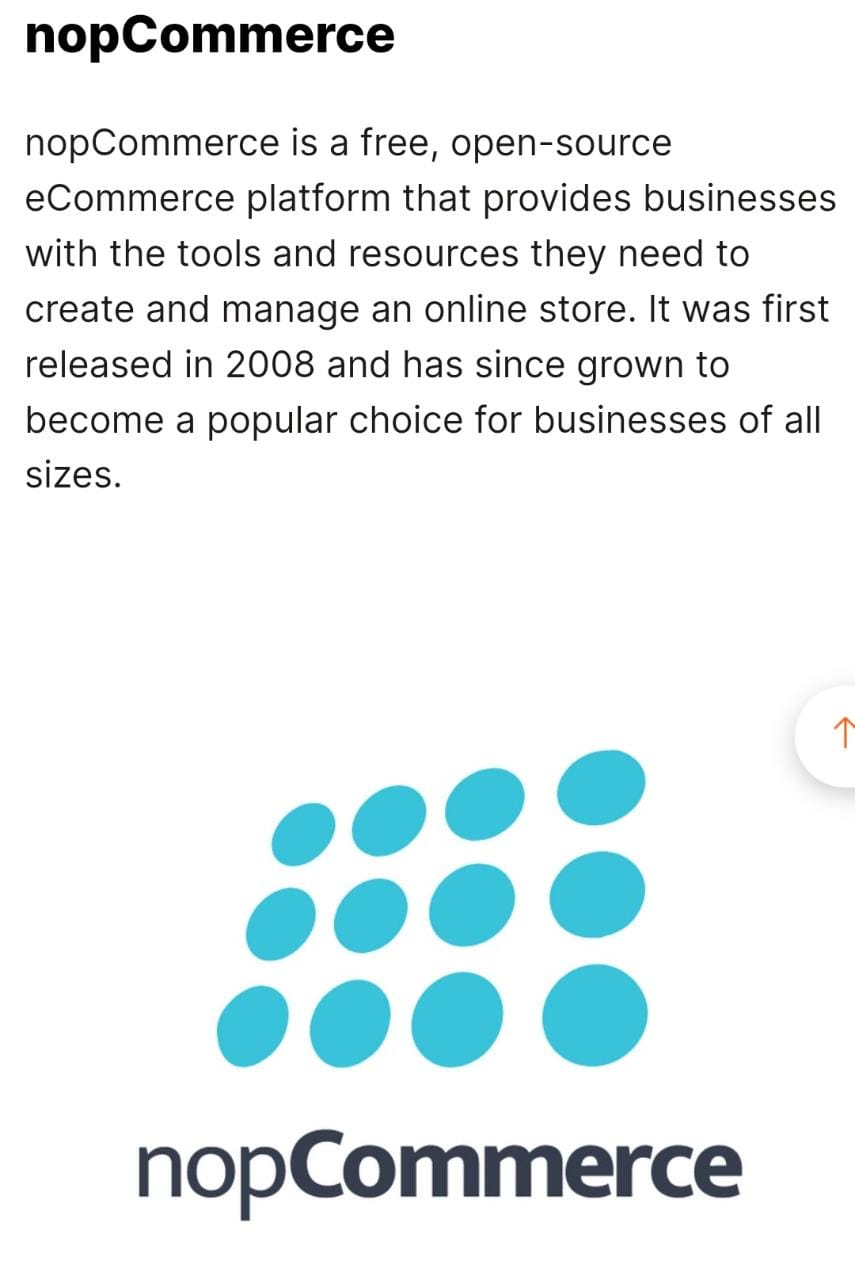 nopCommerce
nopCommerce is a free, open-source
eCommerce platform that provides businesses
with the tools and resources they need to
create and manage an online store. It was first
released in 2008 and has since grown to
become a popular choice for businesses of all
sizes.
nopCommerce